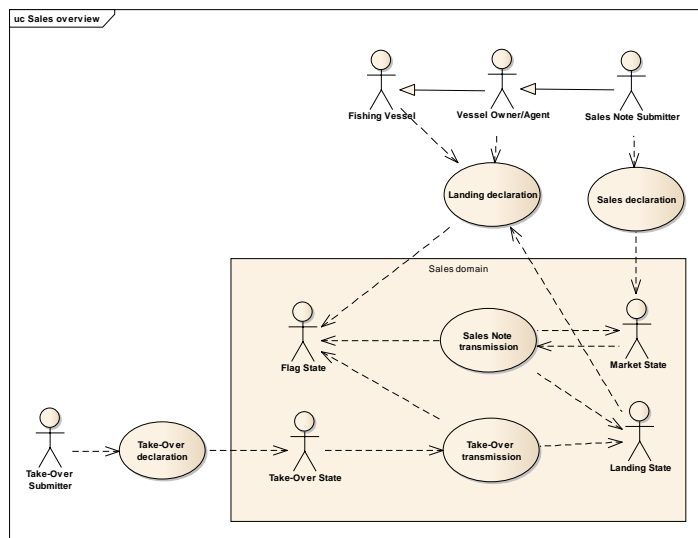 uc Sales overview
Fishing Vessel
Vessel Owner/Agent
Sales Note Submitter
Landing declaration
Sales declaration
Sales domain
Flag State
Sales Note
transmission
Market State
Take-Over
Submitter
Take-Over
declaration
Take-Over State
Take-Over
transmission
Landing State